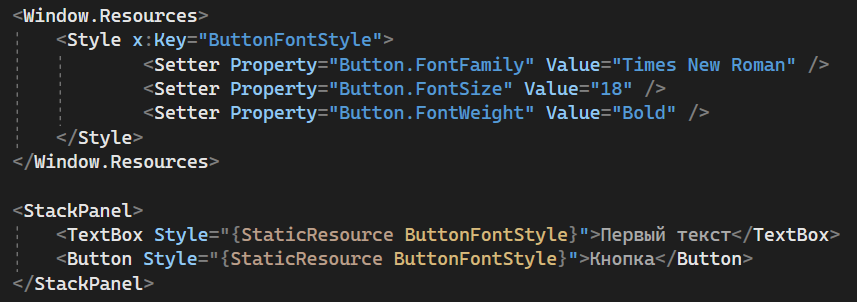 <Window.Resources>
    <Style x:Key="ButtonFontStyle">
            <Setter Property="Button.FontFamily" Value="Times New Roman" />
            <Setter Property="Button.FontSize" Value="18" />
            <Setter Property="Button.FontWeight" Value="Bold" />
    </Style>
</Window.Resources>

<StackPanel>
    <TextBox Style="{StaticResource ButtonFontStyle}">Первый текст</TextBox>
    <Button Style="{StaticResource ButtonFontStyle}">Кнопка</Button>
</StackPanel>